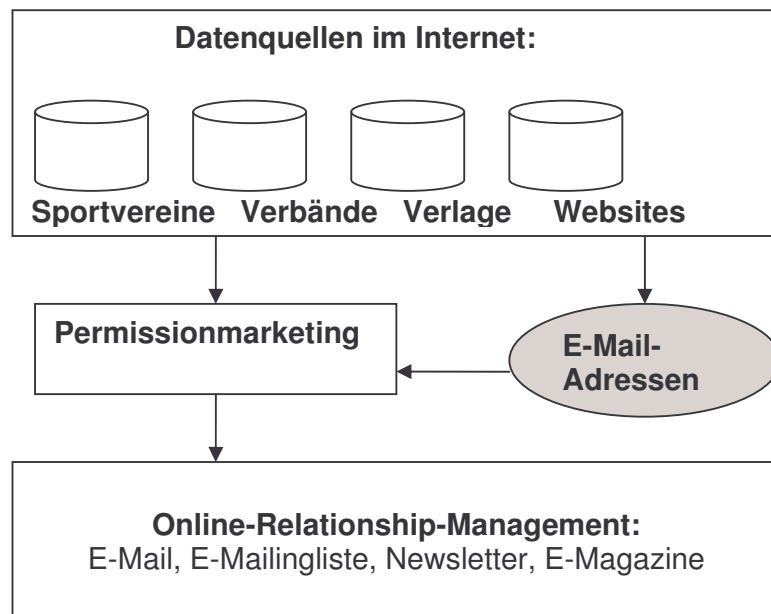 Datenquellen im Internet:
Sportvereine Verbände Verlage Websites
Permissionmarketing
E-Mail-
Adressen
Online-Relationship-Management:
E-Mail, E-Mailingliste, Newsletter, E-Magazine